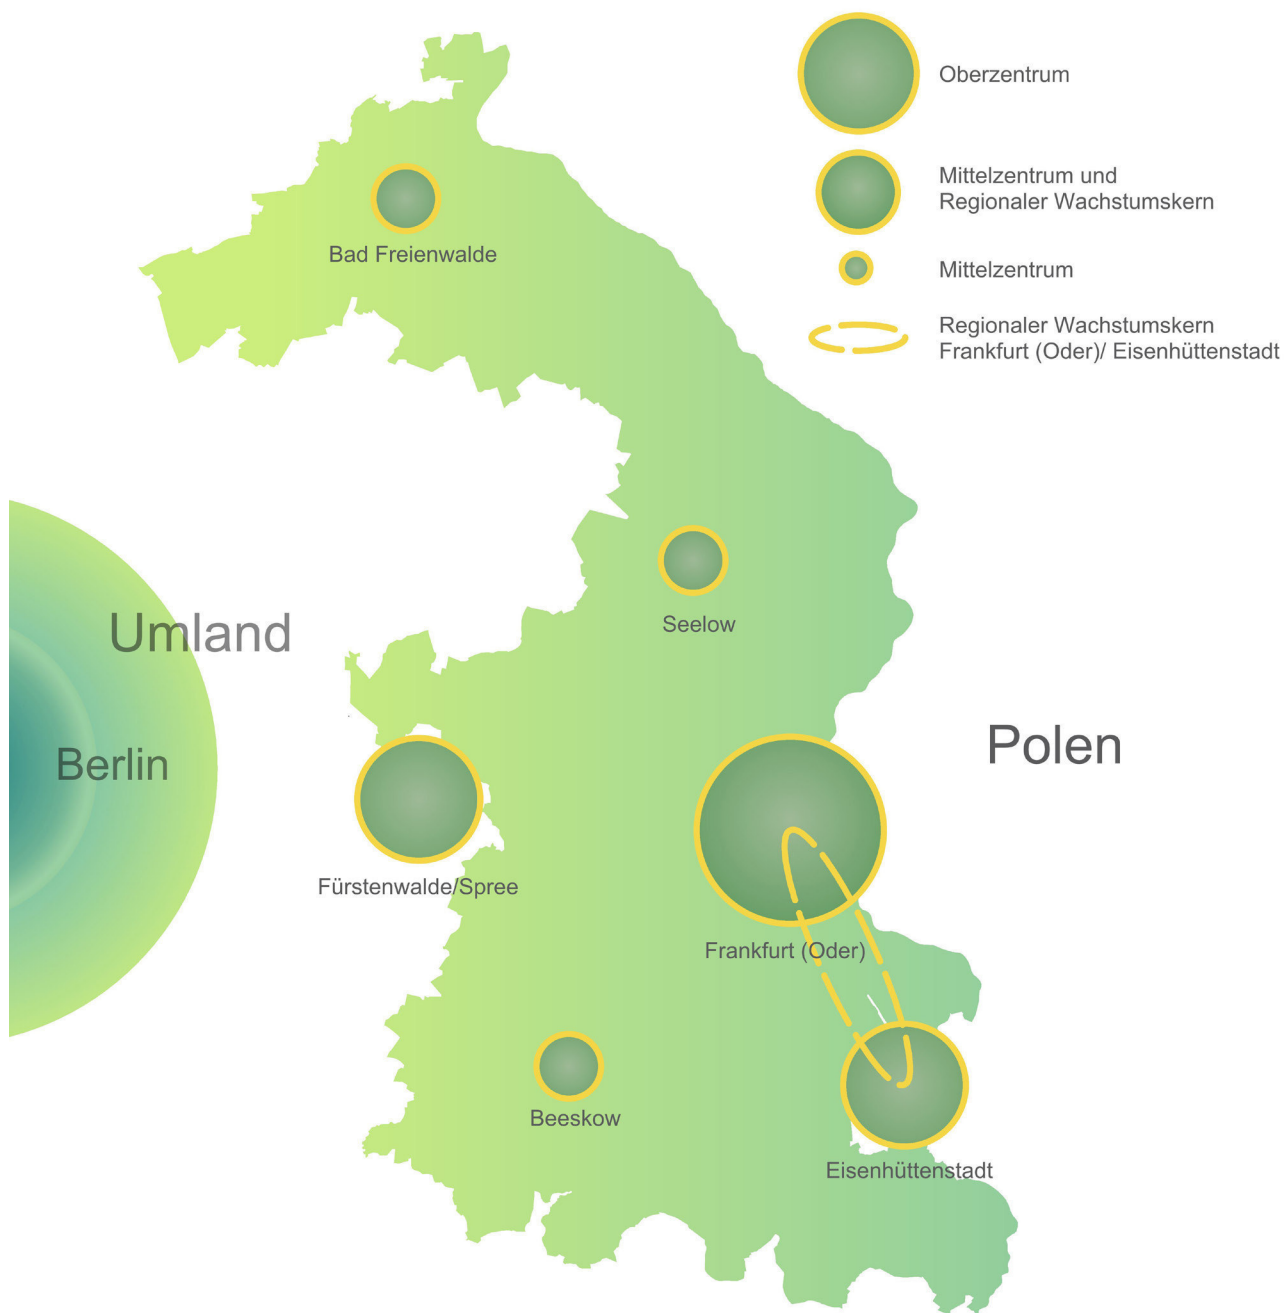 Oberzentrum
Mittelzentrum und
Regionaler Wachstumskern
Mittelzentrum
Regionaler Wachstumskern
Frankfurt (Oder)/ Eisenhüttenstadt
Bad Freienwalde
Seelow
Umland
Berlin
Polen
Fürstenwalde/Spree
Frankfurt (Oder)
Beeskow
Eisenhüttenstadt